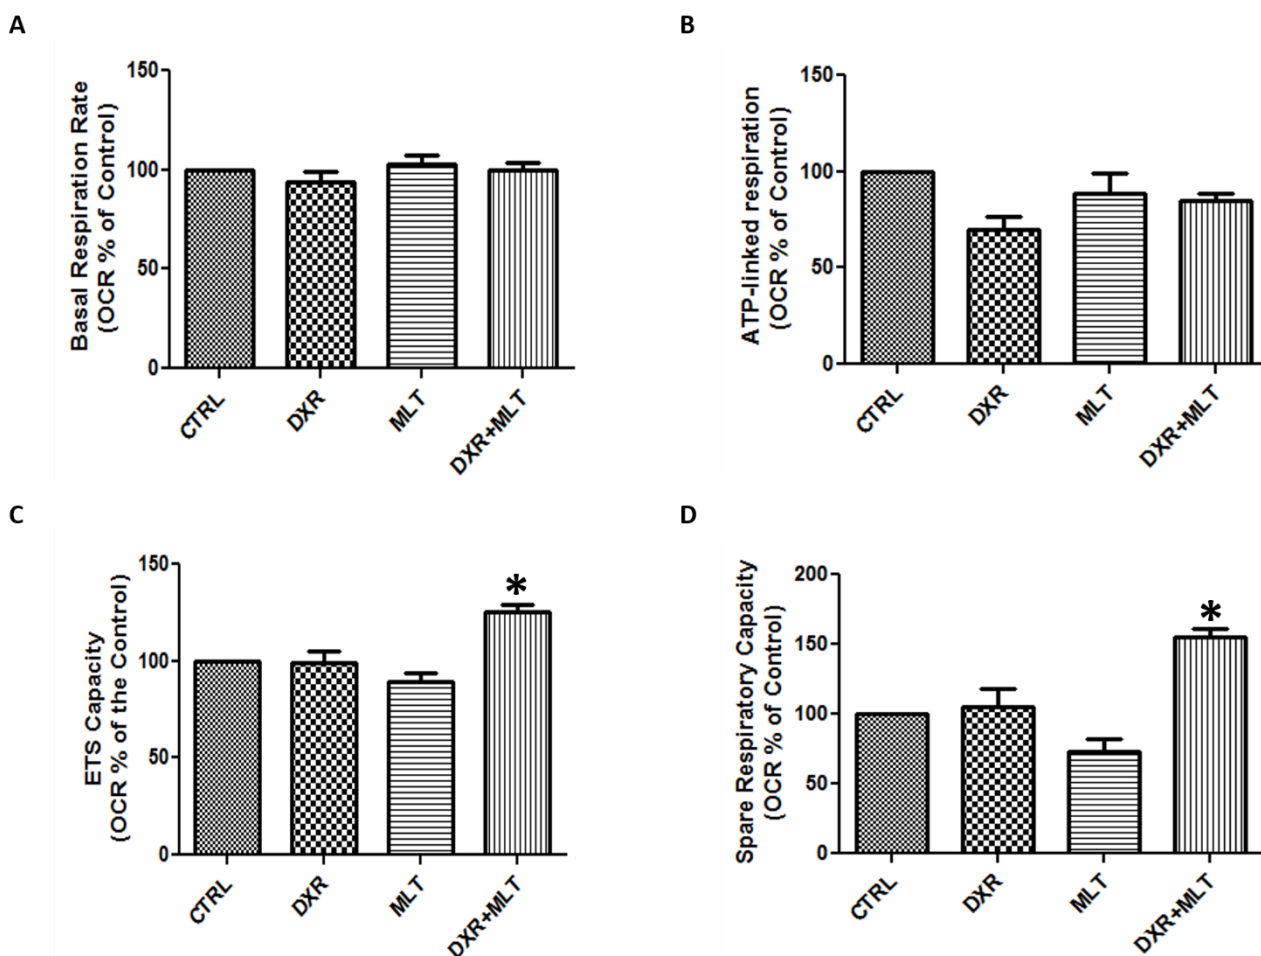 A
Basal Respiration Rate
(OCR % of Control)
150
100
50
0
CTRL
DXR
MLT
DXR+MLT
B
ATP-linked respiration
(OCR % of Control)
150
100
50
0
CTRL
DXR
MLT
DXR+MLT
C
ETS Capacity
(OCR % of the Control)
150
100
50
0
*
CTRL
DXR
MLT
DXR+MLT
D
Spare Respiratory Capacity
(OCR % of Control)
200
150
100
50
0
*
CTRL
DXR
MLT
DXR+MLT